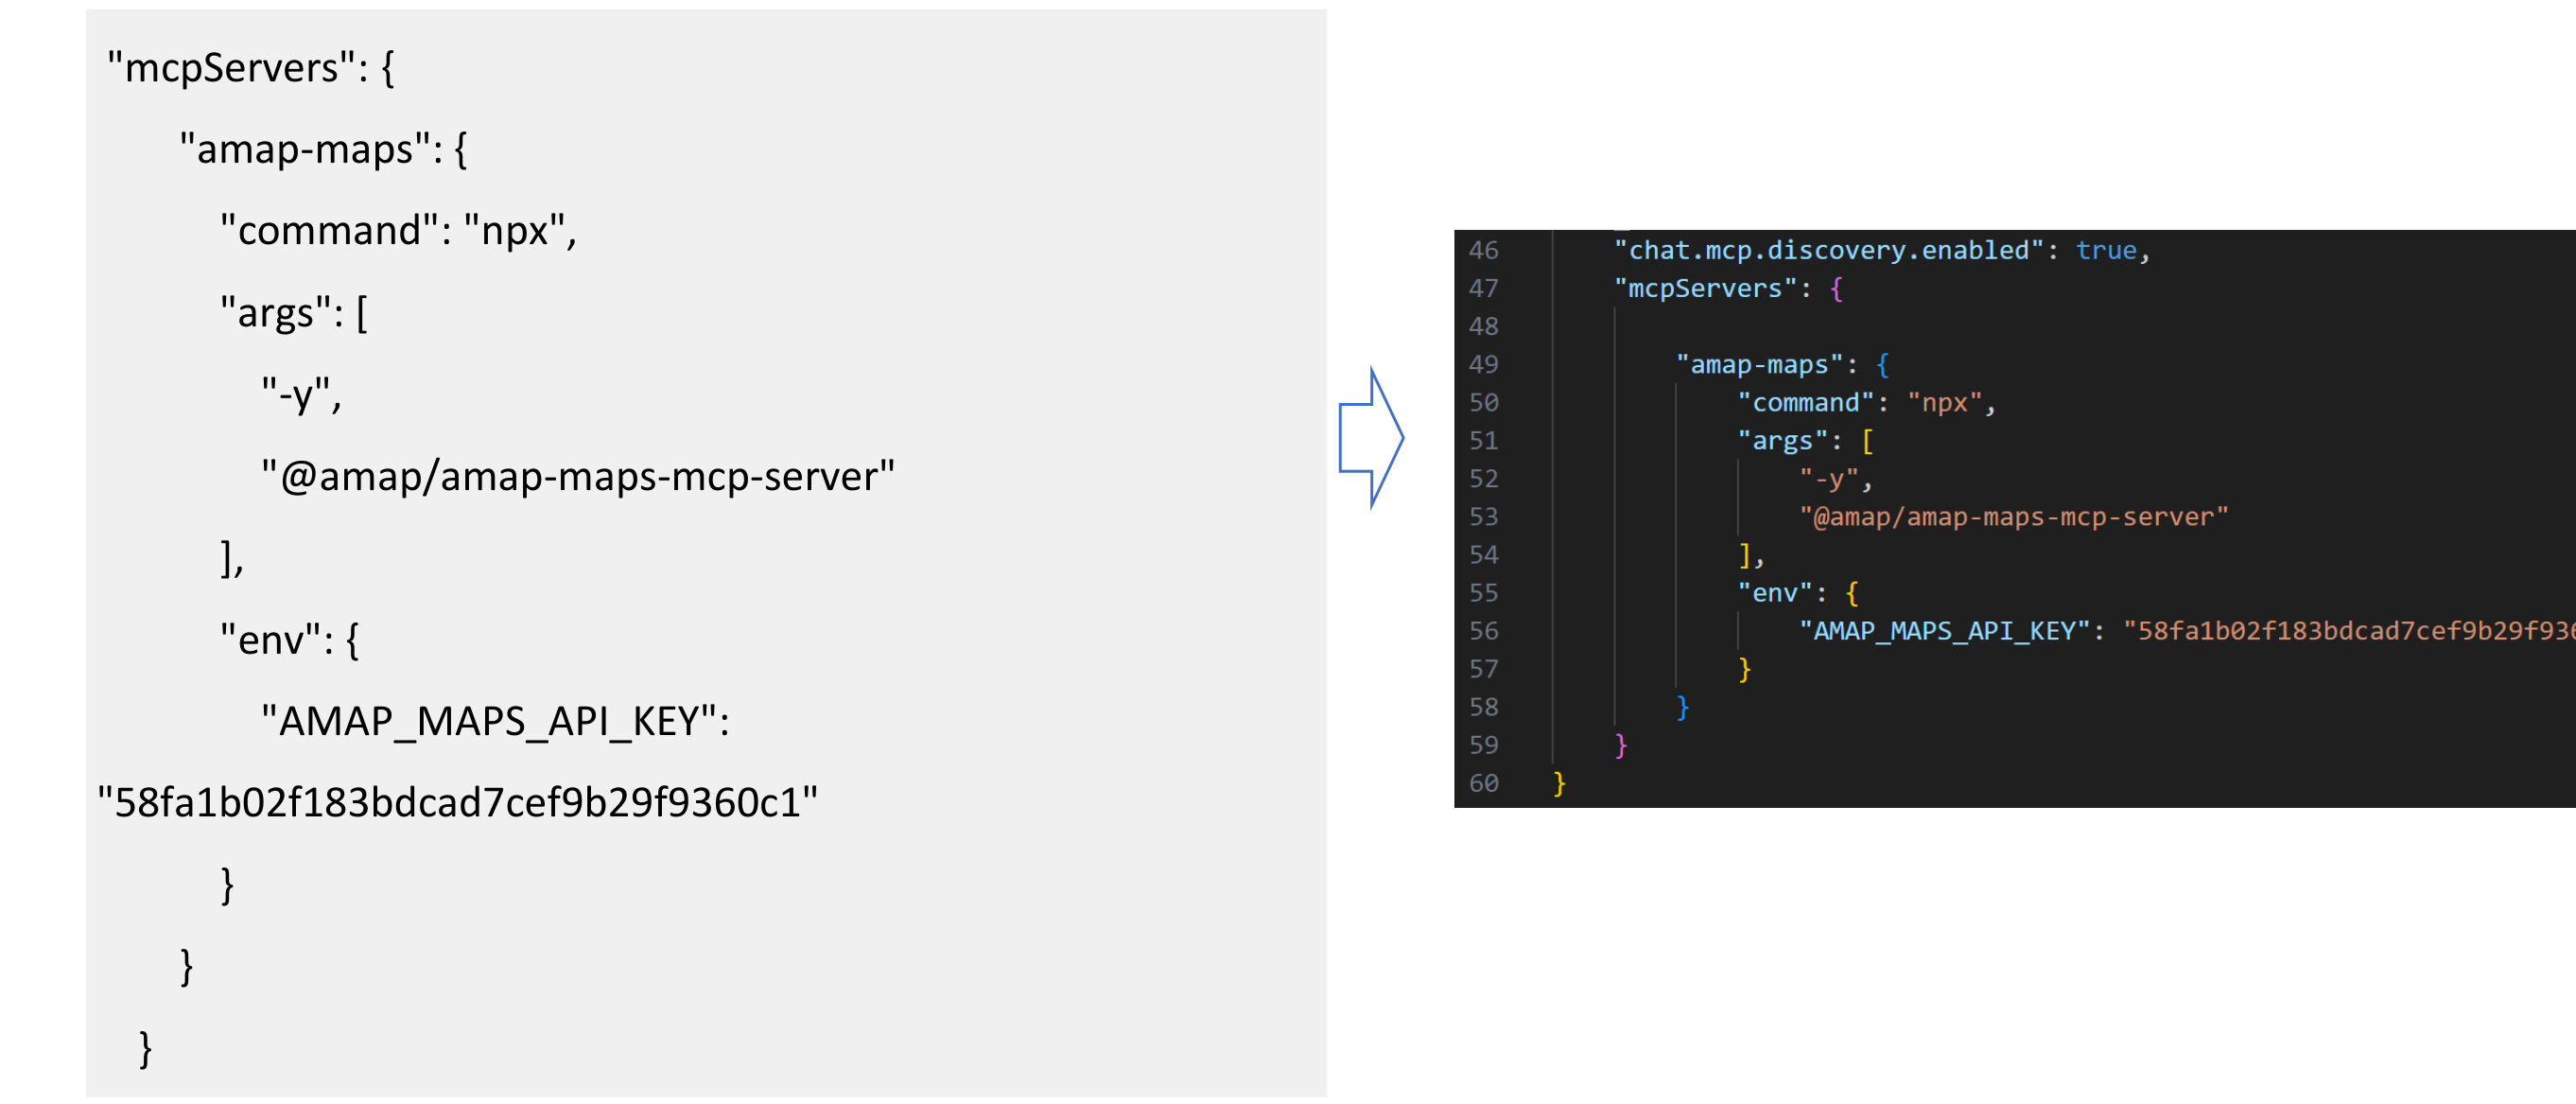 "mcpServers": {
"amap-maps": {
"command": "npx",
"args": [
"-y",
"@amap/amap-maps-mcp-server"
],
"env": {
"AMAP_MAPS_API_KEY":
"58fa1b02f183bdcad7cef9b29f9360c1"
}
}
}
46 "chat.mcp.discovery.enabled": true,
47 "mcpServers": {
48
49 "amap-maps": {
50 "command": "npx",
51 "args": [
52 "-y",
53 "@amap/amap-maps-mcp-server"
54 ],
55 "env": {
56 "AMAP_MAPS_API_KEY": "58fa1b02f183bdcad7cef9b29f936
57 }
58 }
59 }
60 }